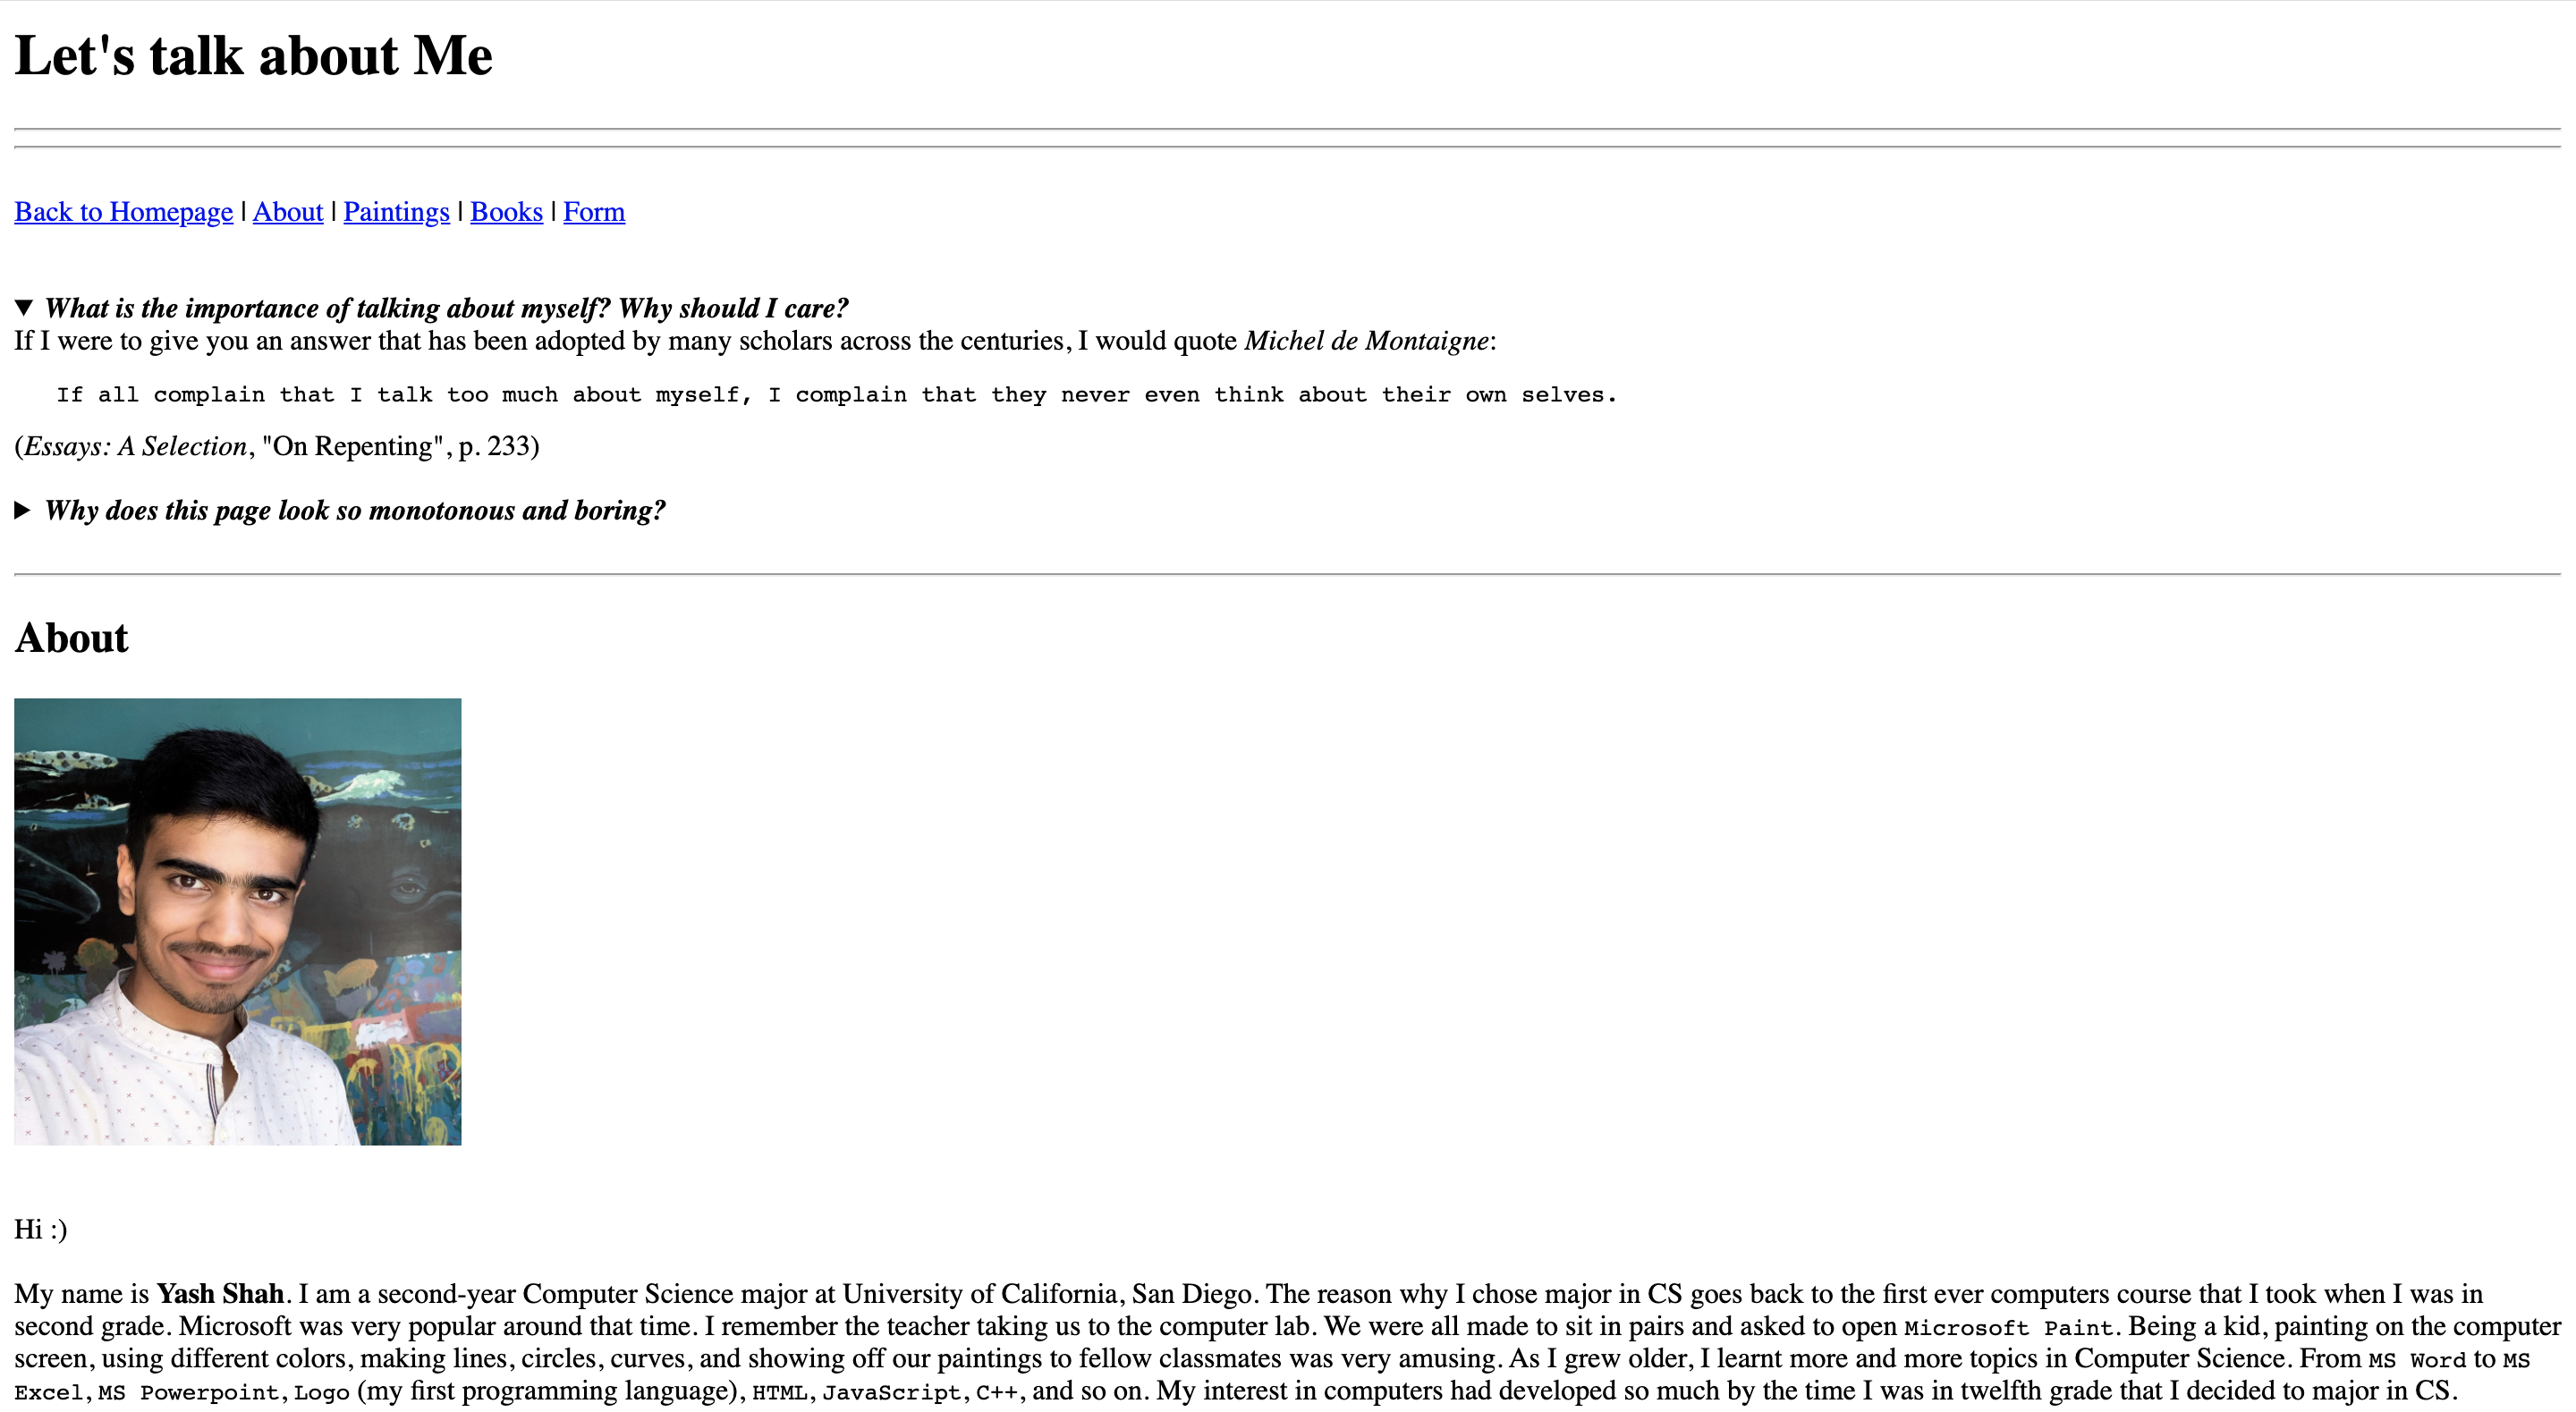 Let's talk about Me
Back to Homepage | About | Paintings | Books | Form
▼ What is the importance of talking about myself? Why should I care?
If I were to give you an answer that has been adopted by many scholars across the centuries, I would quote Michel de Montaigne:
If all complain that I talk too much about myself, I complain that they never even think about their own selves.
(Essays: A Selection, "On Repenting", p. 233)
▶ Why does this page look so monotonous and boring?
About
Hi :)
My name is Yash Shah. I am a second-year Computer Science major at University of California, San Diego. The reason why I chose major in CS goes back to the first ever computers course that I took when I was in
second grade. Microsoft was very popular around that time. I remember the teacher taking us to the computer lab. We were all made to sit in pairs and asked to open Microsoft Paint. Being a kid, painting on the computer
screen, using different colors, making lines, circles, curves, and showing off our paintings to fellow classmates was very amusing. As I grew older, I learnt more and more topics in Computer Science. From MS Word to MS
Excel, MS Powerpoint, Logo (my first programming language), HTML, JavaScript, C++, and so on. My interest in computers had developed so much by the time I was in twelfth grade that I decided to major in CS.